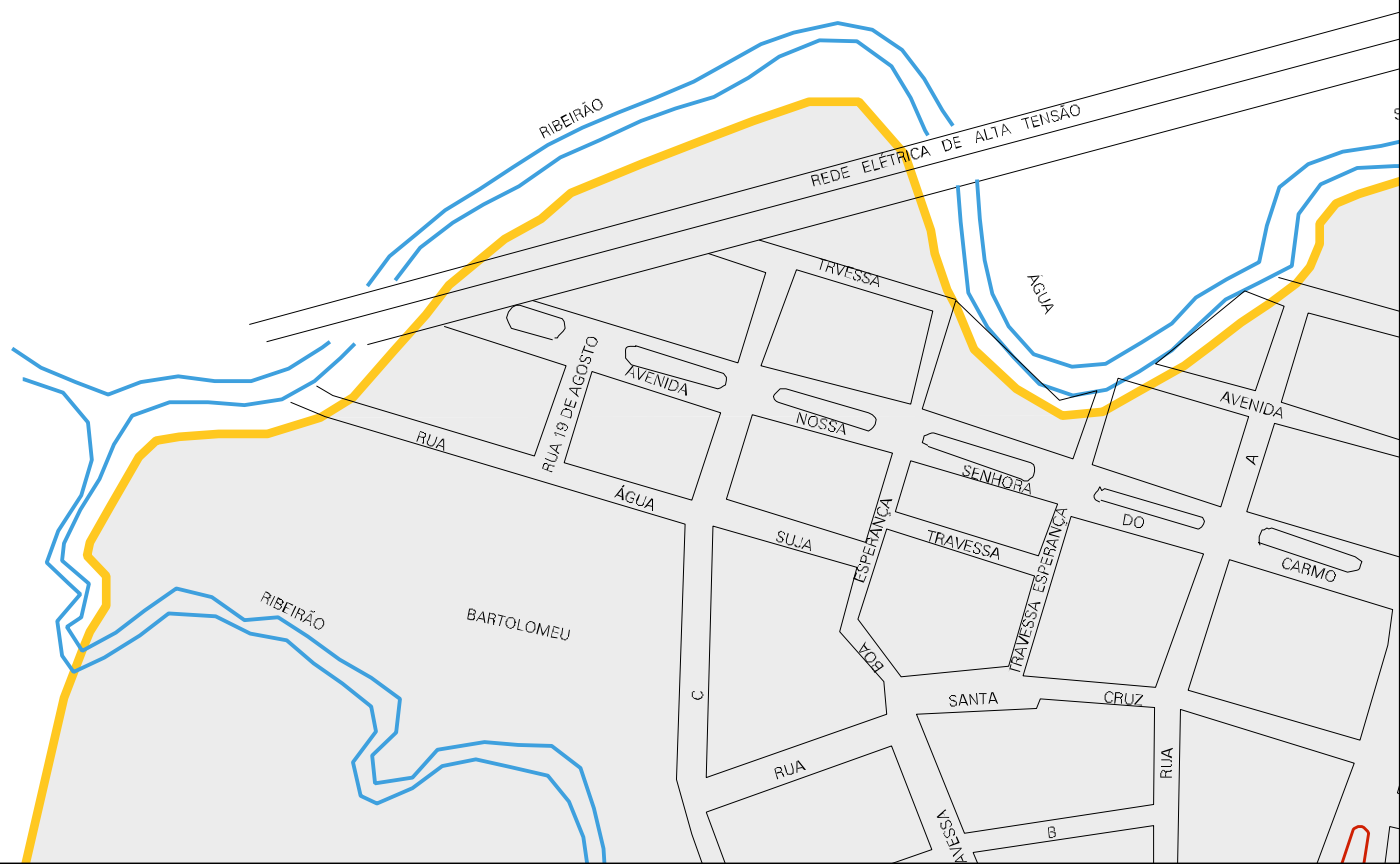 RIBEIRÃO
REDE ELÉTRICA DE ALTA TENSÃO
TRVESSA
ÁGUA
RUA 19 DE AGOSTO
AVENIDA
NOSSA
SENHORA
DO
CARMO
AVENIDA
A
RUA
ÁGUA
SUJA
ESPERANÇA
BOA
TRAVESSA
TRAVESSA ESPERANÇA
RIBEIRÃO
BARTOLOMEU
C
SANTA
CRUZ
RUA
RUA
B
AVESSA